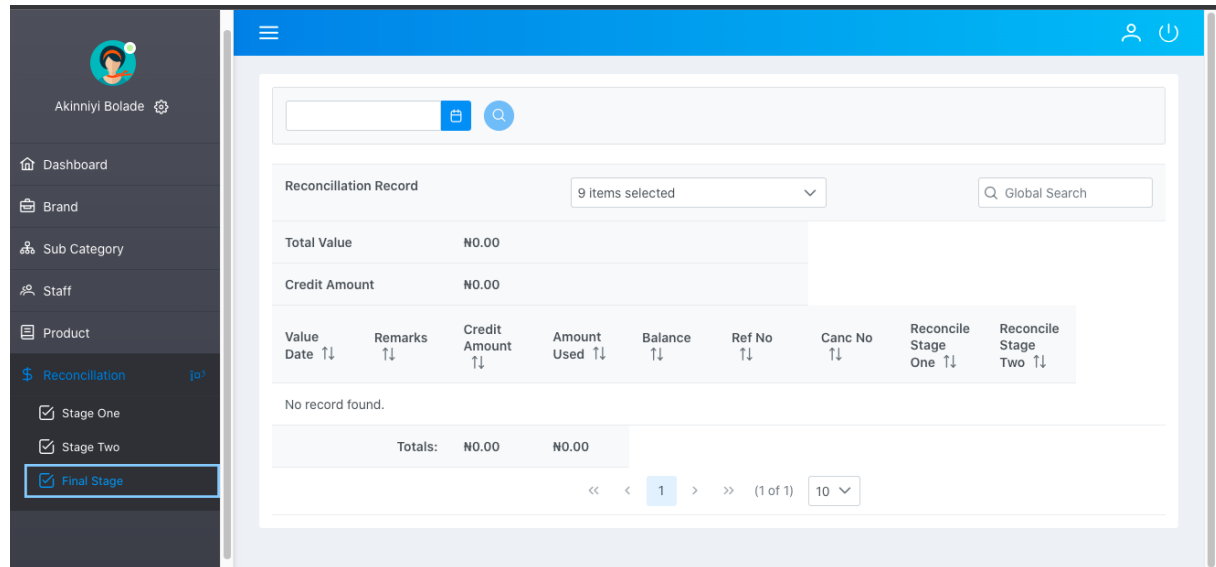 Akinniyi Bolade
Dashboard
Brand
Sub Category
Staff
Product
Reconcillation
Stage One
Stage Two
Final Stage
Reconcillation Record
9 items selected
Global Search
Total Value ₦0.00
Credit Amount ₦0.00
Value Date
Remarks
Credit Amount
Amount Used
Balance
Ref No
Canc No
Reconcile Stage One
Reconcile Stage Two
No record found.
Totals: ₦0.00 ₦0.00
« ‹ 1 › » (1 of 1) 10